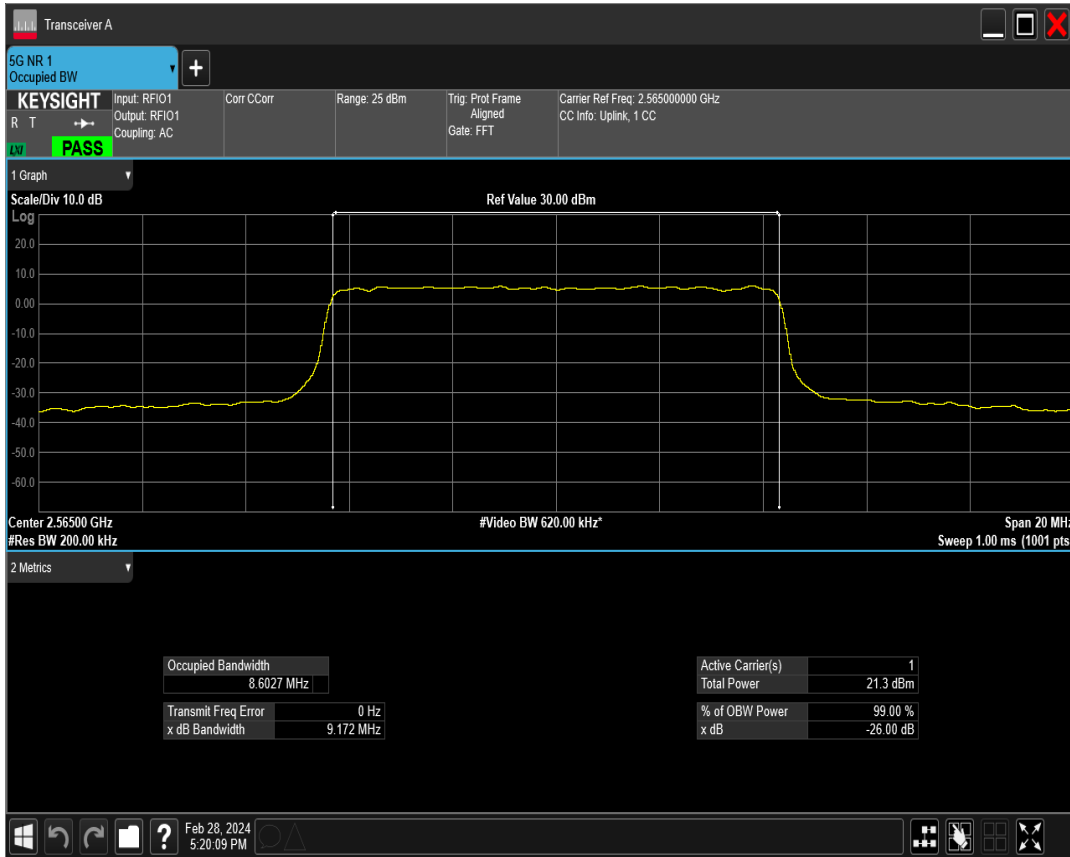 Transceiver A
5G NR 1
Occupied BW
+
KEYSIGHT
R T
LXI
PASS
Input: RFIO1
Output: RFIO1
Coupling: AC
Corr CCorr
Range: 25 dBm
Trig: Prot Frame
Aligned
Gate: FFT
Carrier Ref Freq: 2.565000000 GHz
CC Info: Uplink, 1 CC
1 Graph
Scale/Div 10.0 dB
Ref Value 30.00 dBm
Log
20.0
10.0
0.00
-10.0
-20.0
-30.0
-40.0
-50.0
-60.0
Center 2.56500 GHz
#Video BW 620.00 kHz*
Span 20 MHz
#Res BW 200.00 kHz
Sweep 1.00 ms (1001 pts
2 Metrics
Occupied Bandwidth
8.6027 MHz
Transmit Freq Error 0 Hz
x dB Bandwidth 9.172 MHz
Active Carrier(s) 1
Total Power 21.3 dBm
% of OBW Power 99.00 %
x dB -26.00 dB
?
Feb 28, 2024
5:20:09 PM